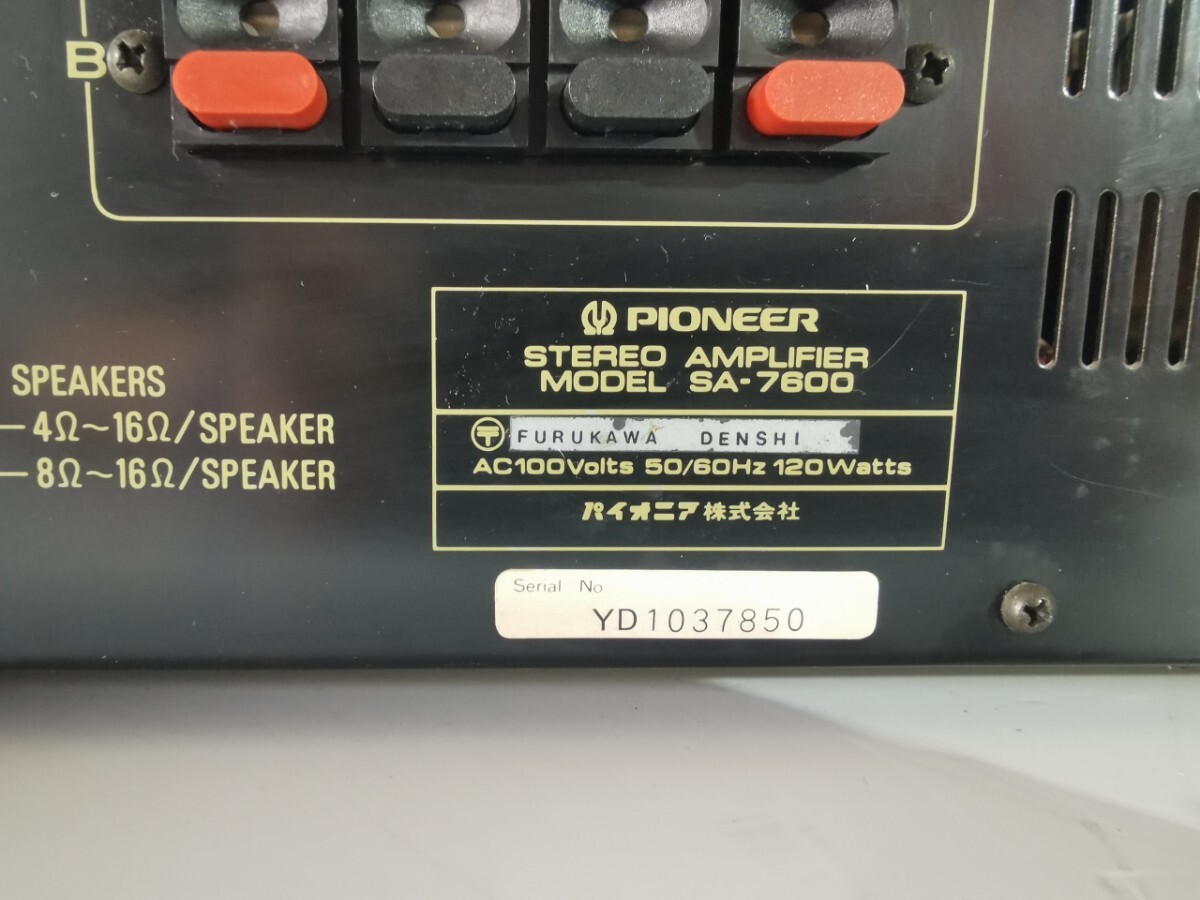 B
SPEAKERS
4Ω~16Ω/SPEAKER
8Ω~16Ω/SPEAKER
PIONEER
STEREO AMPLIFIER
MODEL SA-7600
〒 FURUKAWA DENSHI
AC100Volts 50/60Hz 120Watts
パイオニア株式会社
Serial No
YD1037850